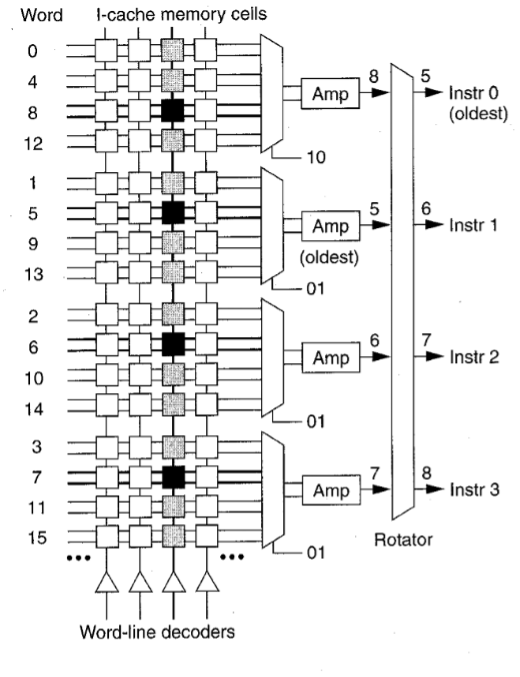 Word I-cache memory cells
0
4
8
12
Amp
8
5
Instr 0
(oldest)
10
1
5
9
13
Amp
(oldest)
5
6
Instr 1
01
2
6
10
14
Amp
6
7
Instr 2
01
3
7
11
15
Amp
7
8
Instr 3
01
Rotator
••• •••
Word-line decoders